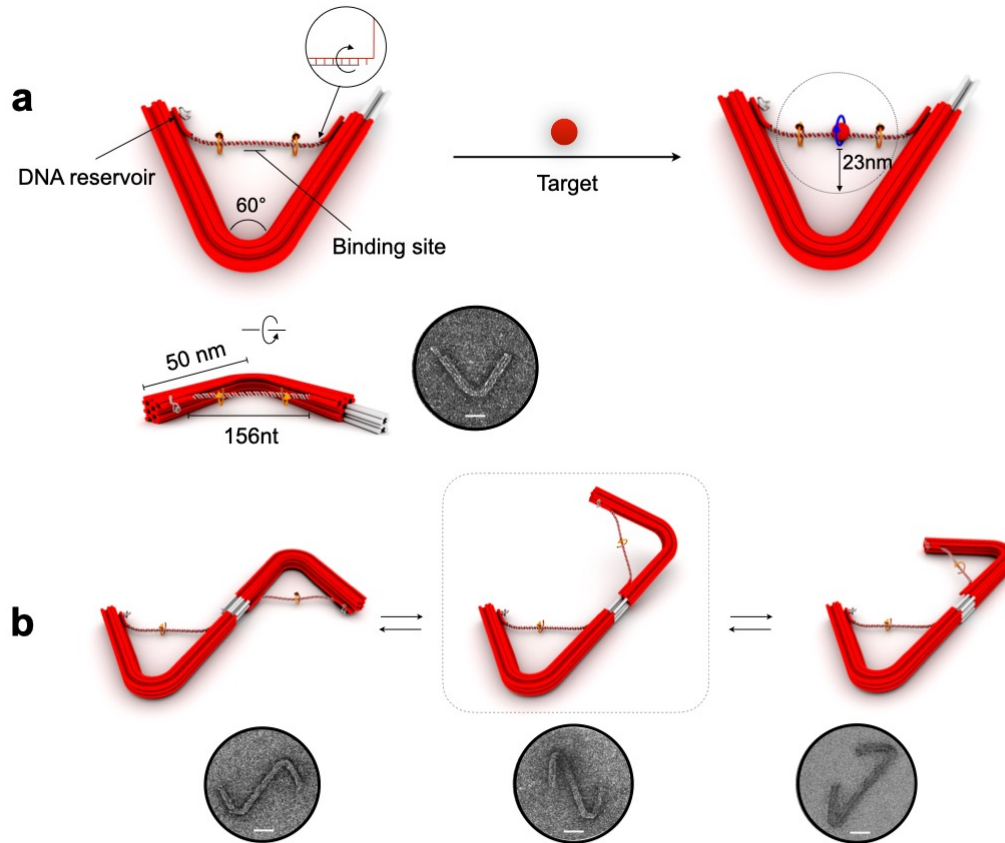 a
DNA reservoir
60°
Binding site
Target
23nm
50 nm
156nt
b